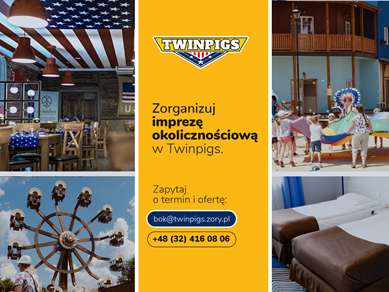 TWINPIGS
Zorganizuj
imprezę
okolicznościową
w Twinpigs.
Zapytaj
o termin i ofertę:
bok@twinpigs.zory.pl
+48 (32) 416 08 06